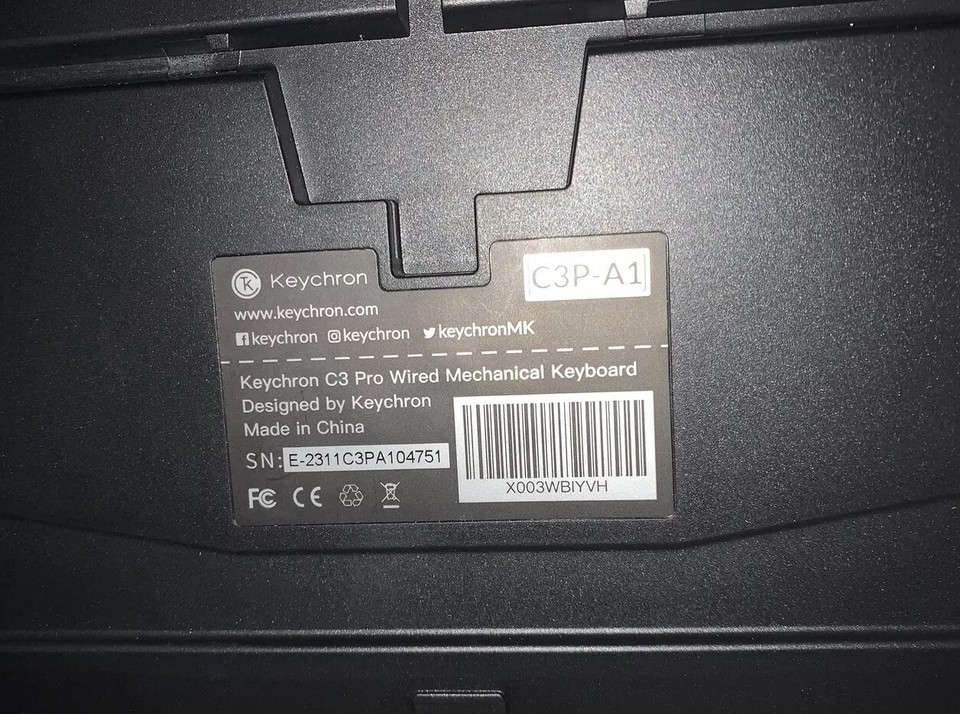 Keychron
C3P-A1
www.keychron.com
keychron keychron keychronMK
Keychron C3 Pro Wired Mechanical Keyboard
Designed by Keychron
Made in China
SN: E-2311C3PA104751
X003WBIYVH
FC CE